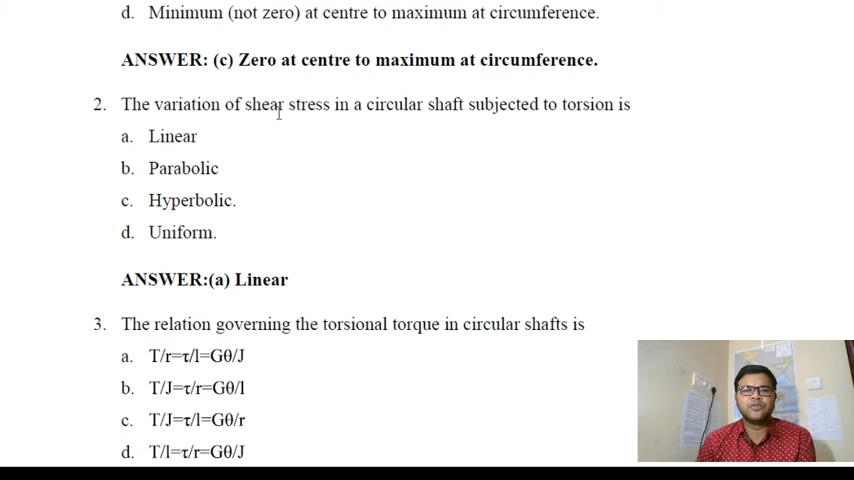 d. Minimum (not zero) at centre to maximum at circumference.
ANSWER: (c) Zero at centre to maximum at circumference.
2. The variation of shear stress in a circular shaft subjected to torsion is
a. Linear
b. Parabolic
c. Hyperbolic.
d. Uniform.
ANSWER:(a) Linear
3. The relation governing the torsional torque in circular shafts is
a. T/r=τ/l=Gθ/J
b. T/J=τ/r=Gθ/l
c. T/J=τ/l=Gθ/r
d. T/l=τ/r=Gθ/J